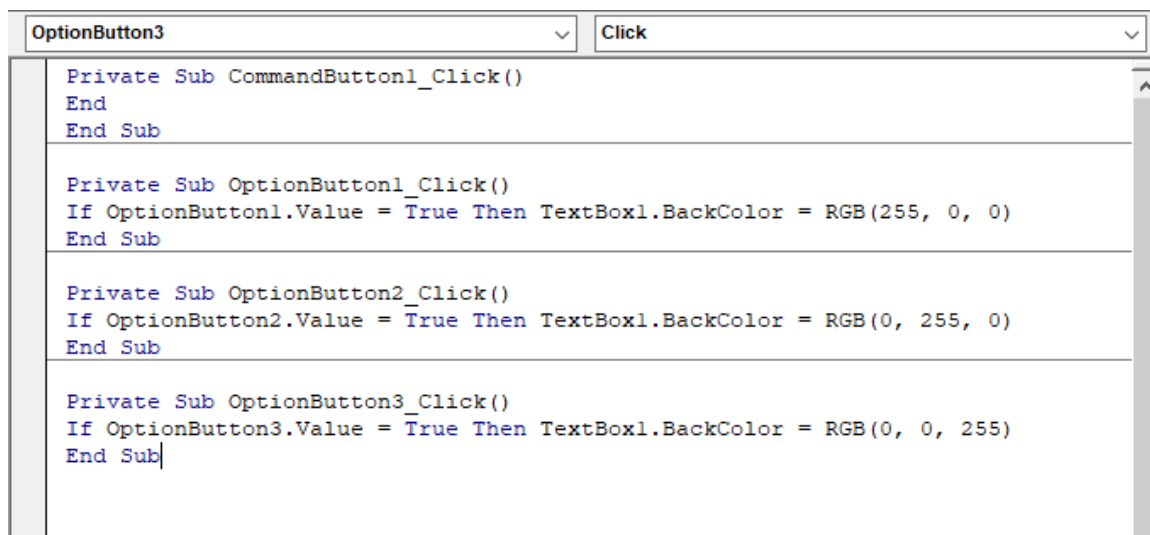 OptionButton3
Click
Private Sub CommandButton1_Click()
End
End Sub
Private Sub OptionButton1_Click()
If OptionButton1.Value = True Then TextBox1.BackColor = RGB(255, 0, 0)
End Sub
Private Sub OptionButton2_Click()
If OptionButton2.Value = True Then TextBox1.BackColor = RGB(0, 255, 0)
End Sub
Private Sub OptionButton3_Click()
If OptionButton3.Value = True Then TextBox1.BackColor = RGB(0, 0, 255)
End Sub